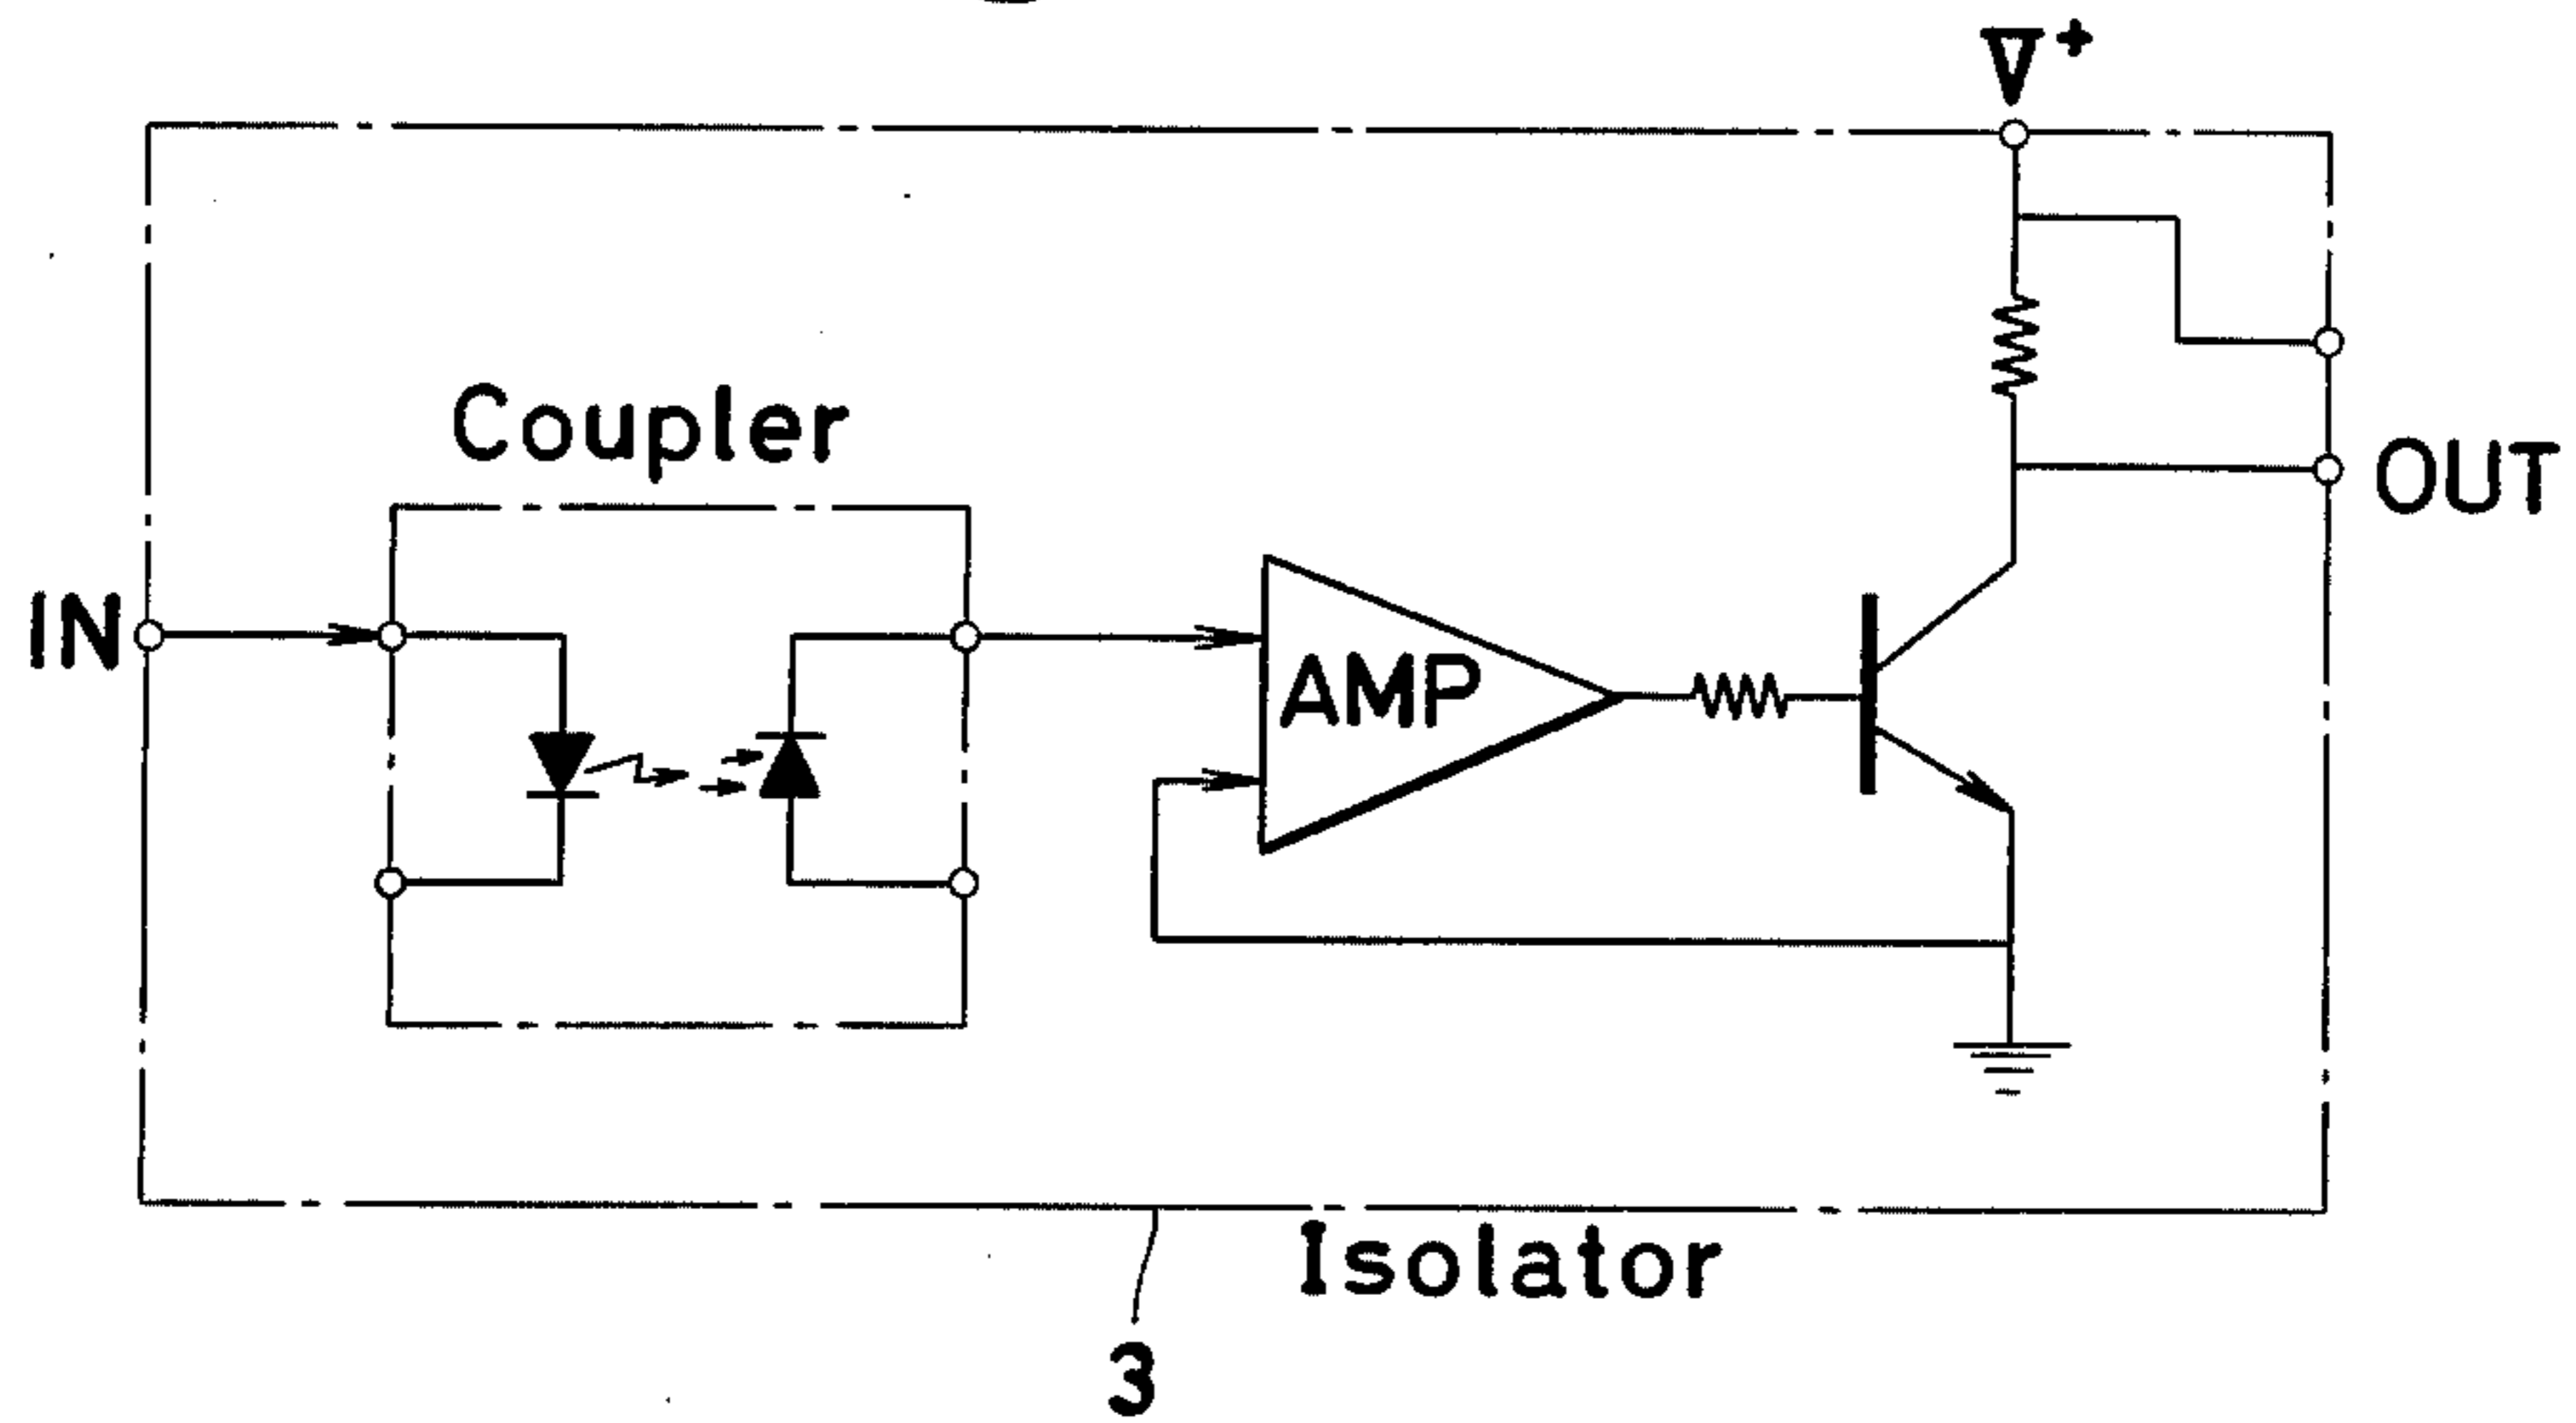 V+
Coupler
OUT
IN
AMP
Isolator
3